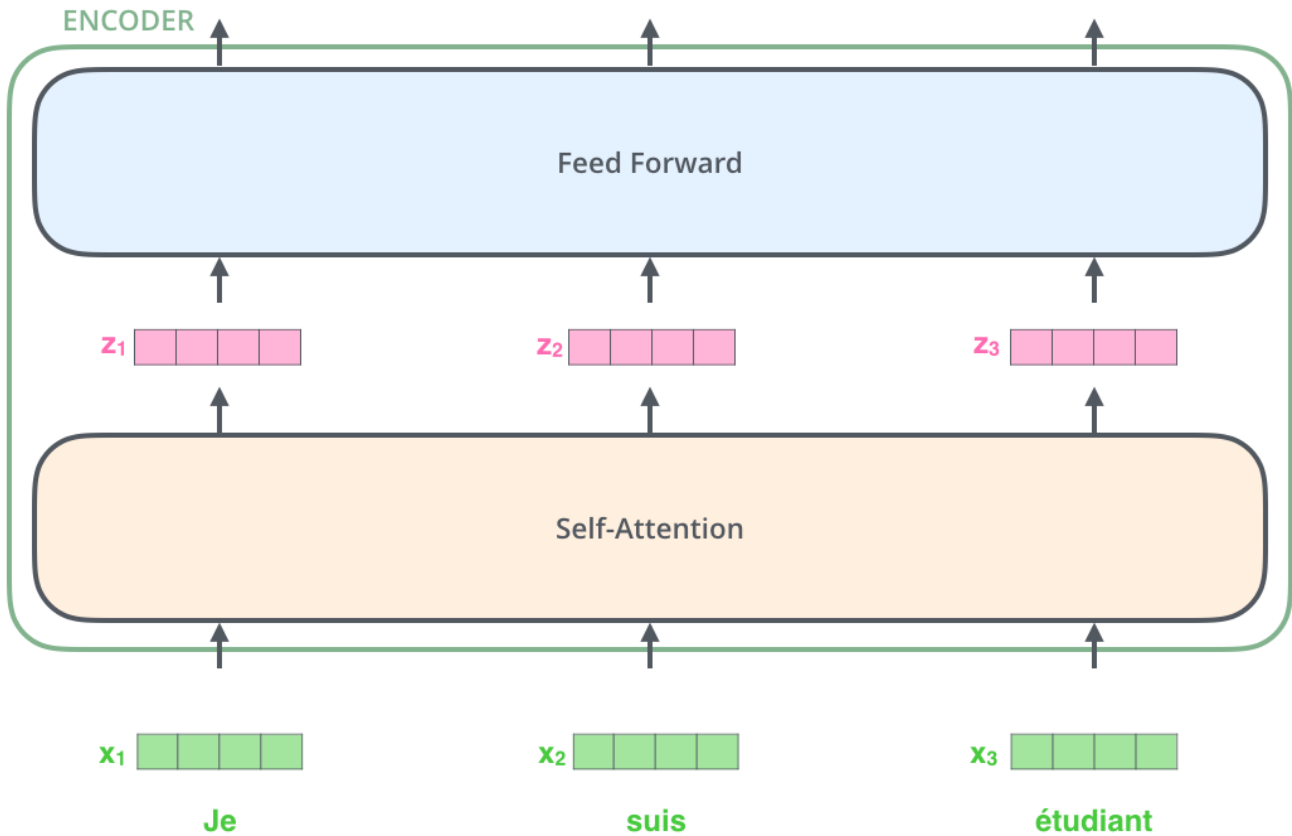 ENCODER
Feed Forward
z1 z2 z3
Self-Attention
x1 x2 x3
Je suis étudiant